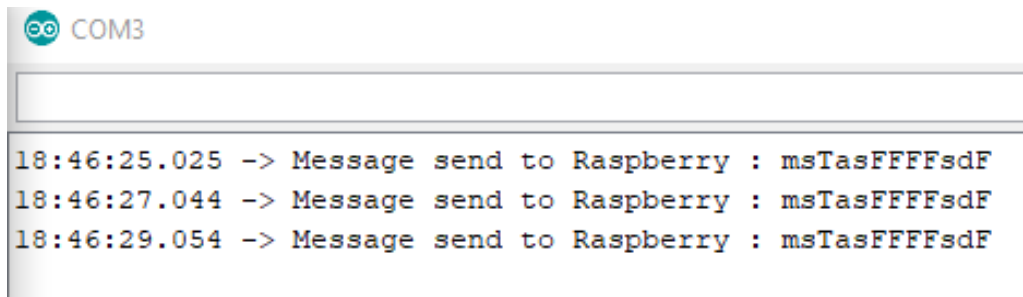 COM3
18:46:25.025 -> Message send to Raspberry : msTasFFFFsdF
18:46:27.044 -> Message send to Raspberry : msTasFFFFsdF
18:46:29.054 -> Message send to Raspberry : msTasFFFFsdF